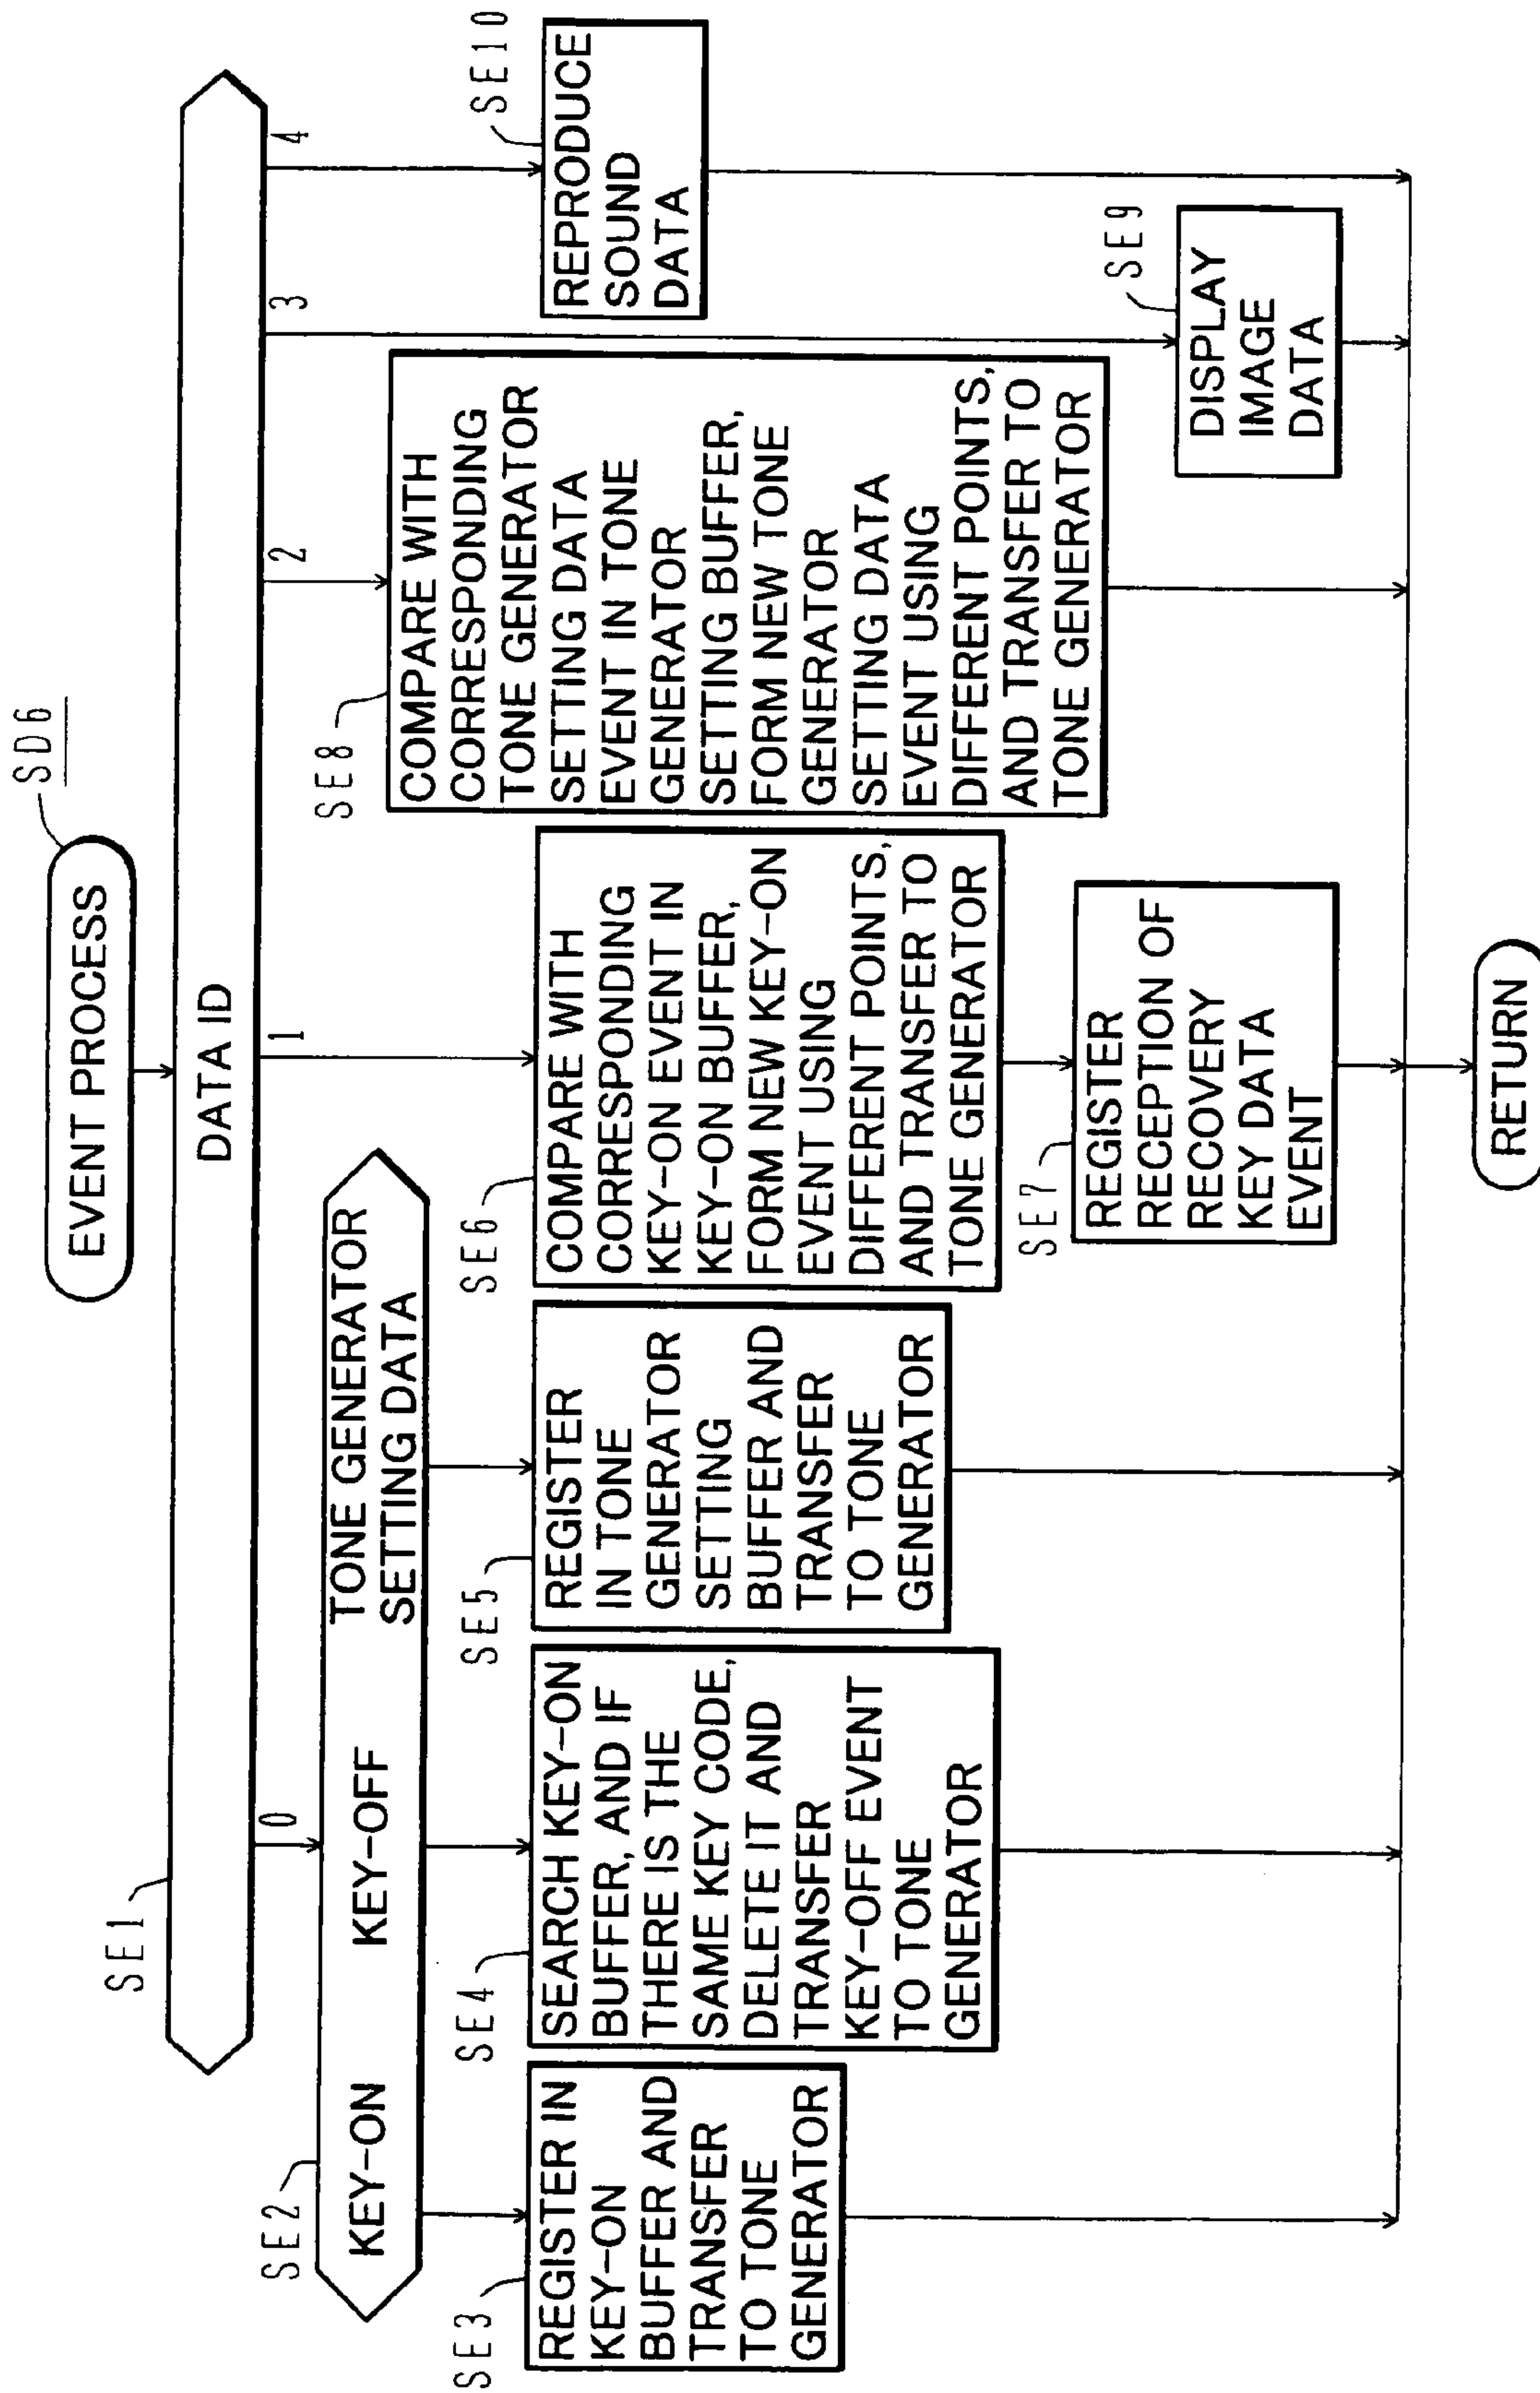 EVENT PROCESS
SD6
SE1
DATA ID
0
1
2
3
4
SE2
KEY-ON
KEY-OFF
TONE GENERATOR
SETTING DATA
SE3
REGISTER IN
KEY-ON
BUFFER AND
TRANSFER
TO TONE
GENERATOR
SE4
SEARCH KEY-ON
BUFFER, AND IF
THERE IS THE
SAME KEY CODE,
DELETE IT AND
TRANSFER
KEY-OFF EVENT
TO TONE
GENERATOR
SE5
REGISTER
IN TONE
GENERATOR
SETTING
BUFFER AND
TRANSFER
TO TONE
GENERATOR
SE6
COMPARE WITH
CORRESPONDING
KEY-ON EVENT IN
KEY-ON BUFFER,
FORM NEW KEY-ON
EVENT USING
DIFFERENT POINTS,
AND TRANSFER TO
TONE GENERATOR
SE7
REGISTER
RECEPTION OF
RECOVERY
KEY DATA
EVENT
SE8
COMPARE WITH
CORRESPONDING
TONE GENERATOR
SETTING DATA
EVENT IN TONE
GENERATOR
SETTING BUFFER,
FORM NEW TONE
GENERATOR
SETTING DATA
EVENT USING
DIFFERENT POINTS,
AND TRANSFER TO
TONE GENERATOR
SE9
DISPLAY
IMAGE
DATA
SE10
REPRODUCE
SOUND
DATA
RETURN